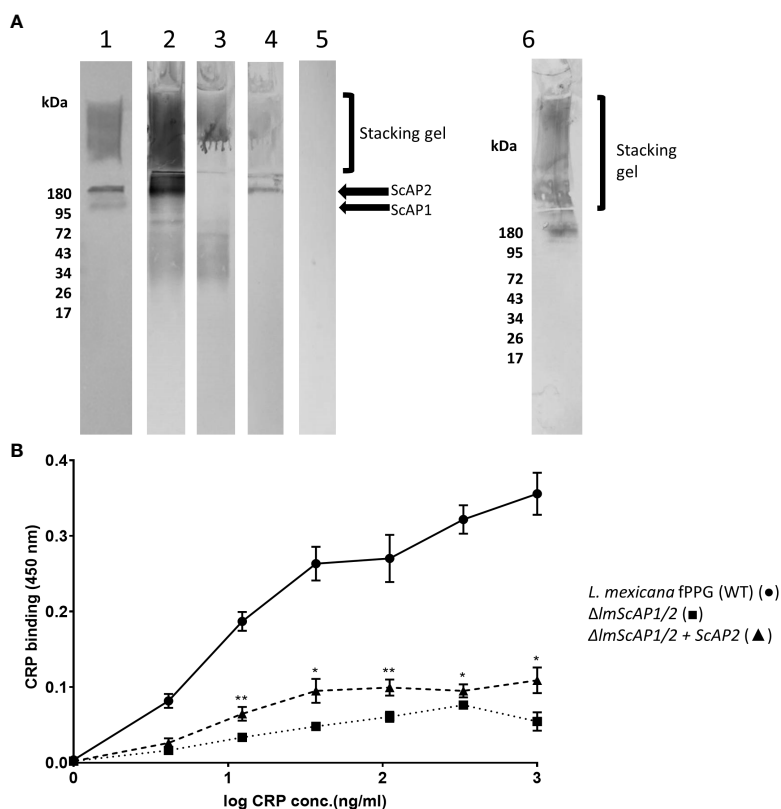 A
1 2 3 4 5 6
kDa
Stacking gel
ScAP2
ScAP1
180
95
72
43
34
26
17
kDa
Stacking
gel
180
95
72
43
34
26
17
B
0.4
0.3
0.2
0.1
0.0
CRP binding (450 nm)
** * ** * *
0 1 2 3
log CRP conc.(ng/ml)
L. mexicana fPPG (WT) (●)
ΔlmScAP1/2 (■)
ΔlmScAP1/2 + ScAP2 (▲)